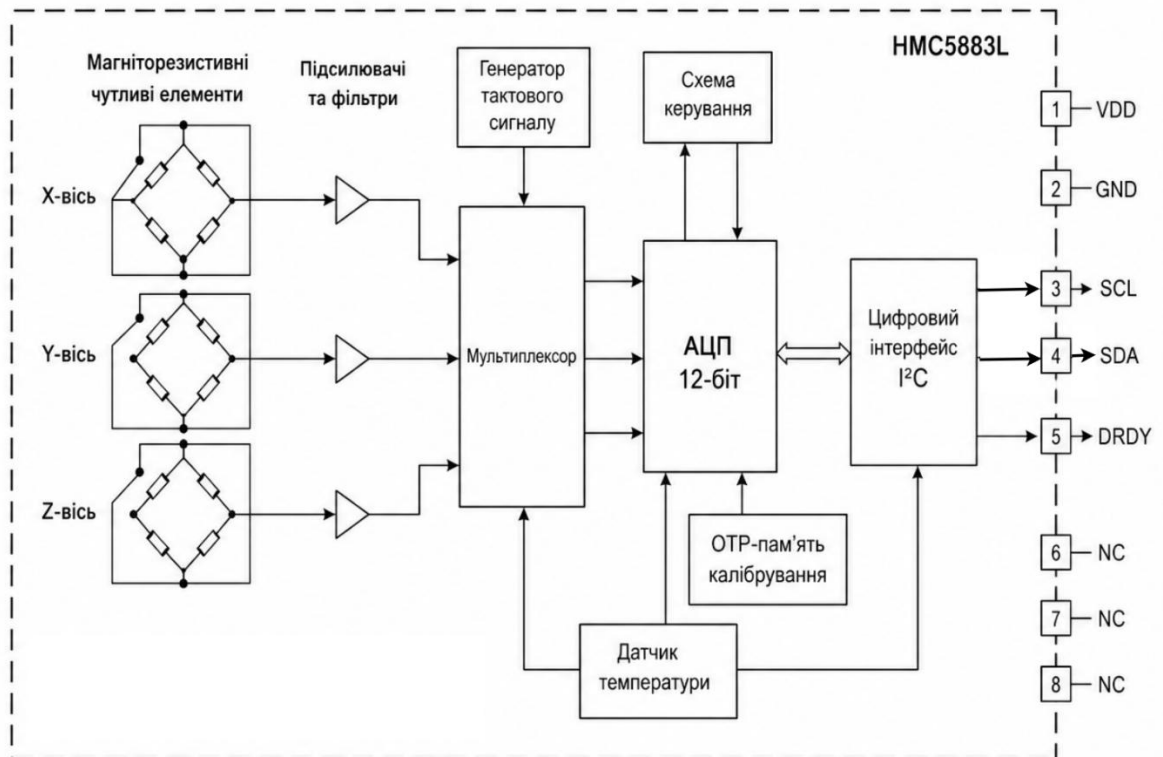 HMC5883L
Магніторезистивні
чутливі елементи
Підсилювачі
та фільтри
Генератор
тактового
сигналу
Схема
керування
1 VDD
2 GND
X-вісь
Y-вісь
Z-вісь
Мультиплексор
АЦП
12-біт
Цифровий
інтерфейс
I²C
3 SCL
4 SDA
5 DRDY
ОТР-пам’ять
калібрування
Датчик
температури
6 NC
7 NC
8 NC